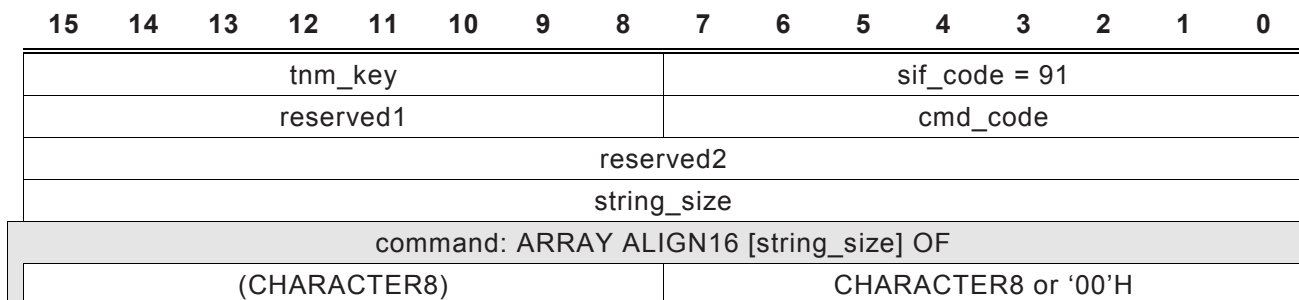 15 14 13 12 11 10 9 8 7 6 5 4 3 2 1 0
tnm_key sif_code = 91
reserved1 cmd_code
reserved2
string_size
command: ARRAY ALIGN16 [string_size] OF
(CHARACTER8) CHARACTER8 or ‘00’H